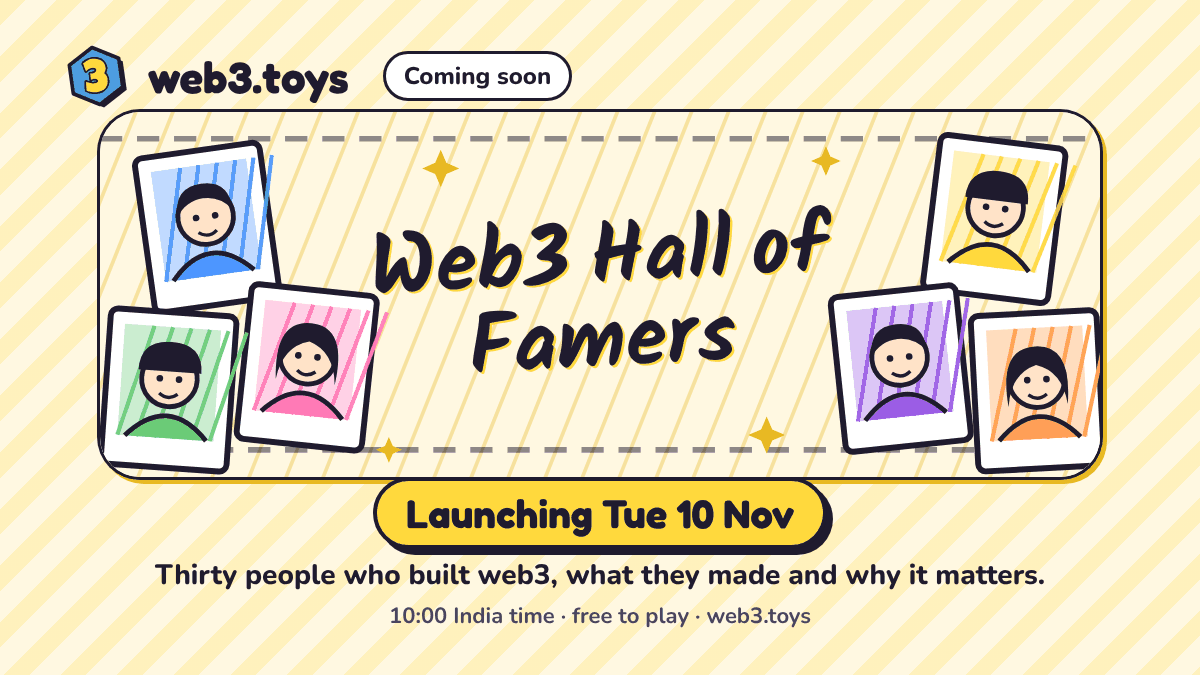 3 web3.toys
Coming soon
Web3 Hall of
Famers
Launching Tue 10 Nov
Thirty people who built web3, what they made and why it matters.
10:00 India time · free to play · web3.toys